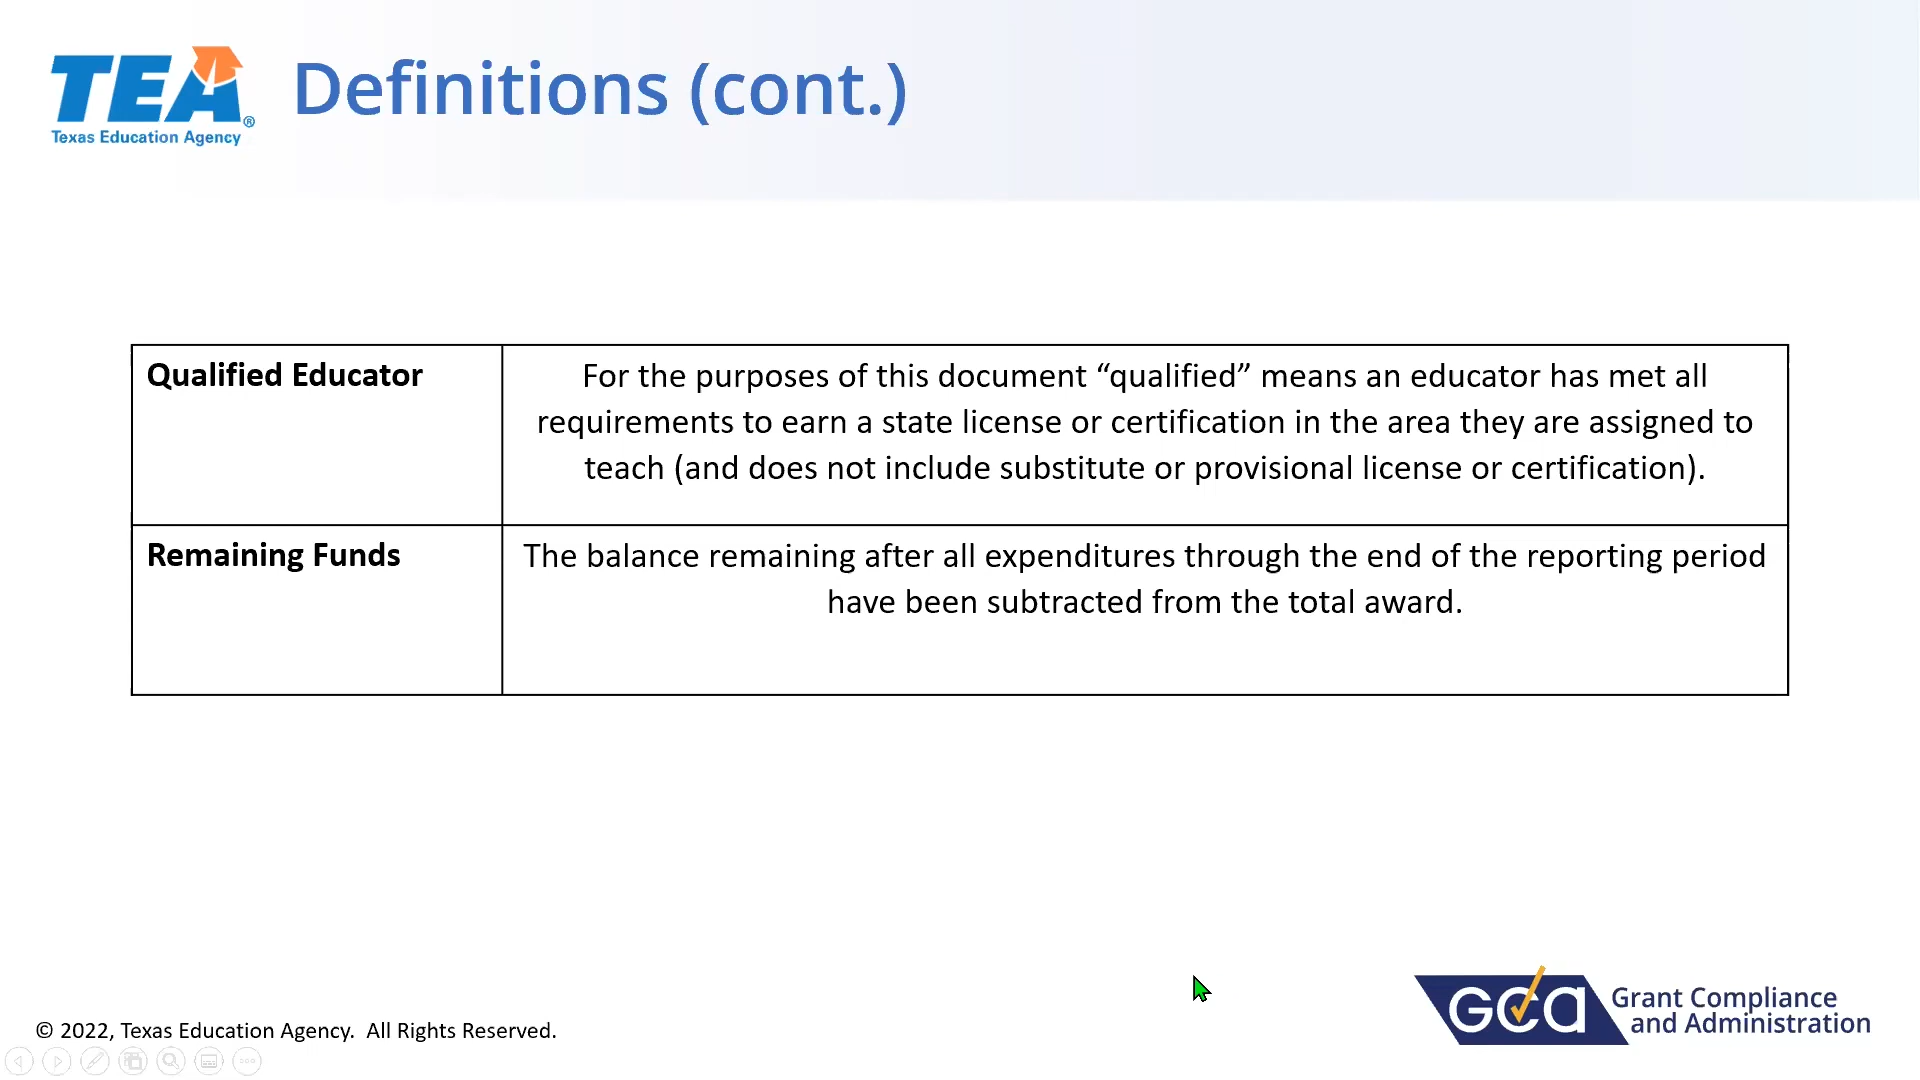 TEA®
Texas Education Agency
Definitions (cont.)
Qualified Educator
For the purposes of this document “qualified” means an educator has met all
requirements to earn a state license or certification in the area they are assigned to
teach (and does not include substitute or provisional license or certification).
Remaining Funds
The balance remaining after all expenditures through the end of the reporting period
have been subtracted from the total award.
© 2022, Texas Education Agency.  All Rights Reserved.
gca
Grant Compliance
and Administration